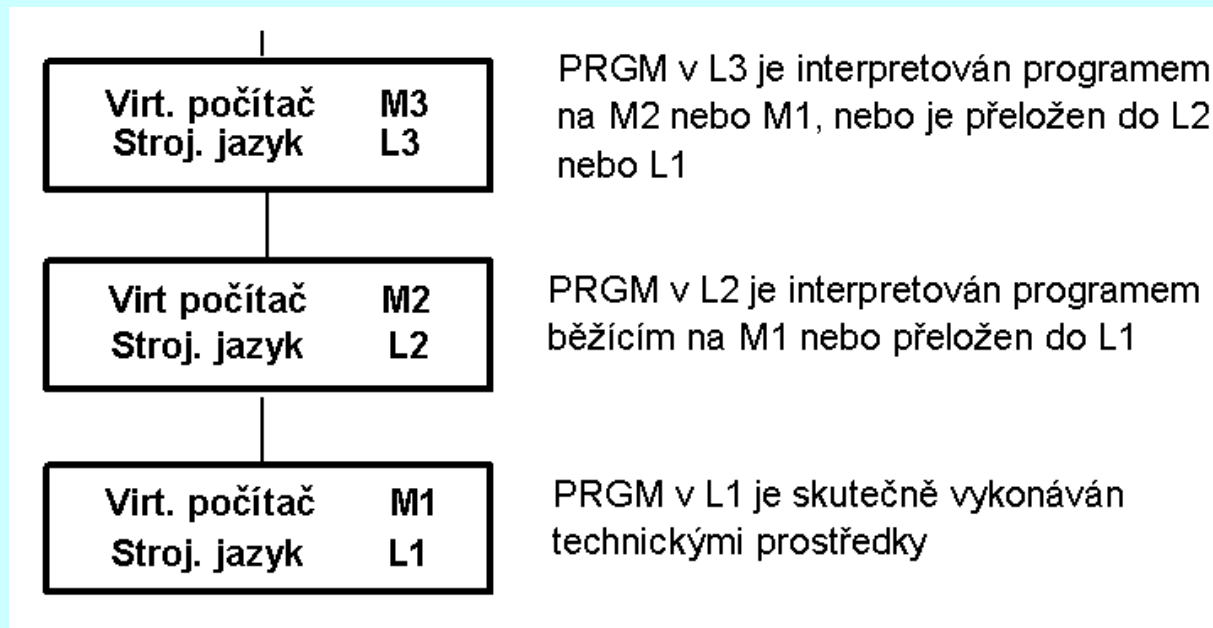 Virt. počítač M3
Stroj. jazyk L3
PRGM v L3 je interpretován programem
na M2 nebo M1, nebo je přeložen do L2
nebo L1
Virt počítač M2
Stroj. jazyk L2
PRGM v L2 je interpretován programem
běžícím na M1 nebo přeložen do L1
Virt. počítač M1
Stroj. jazyk L1
PRGM v L1 je skutečně vykonáván
technickými prostředky